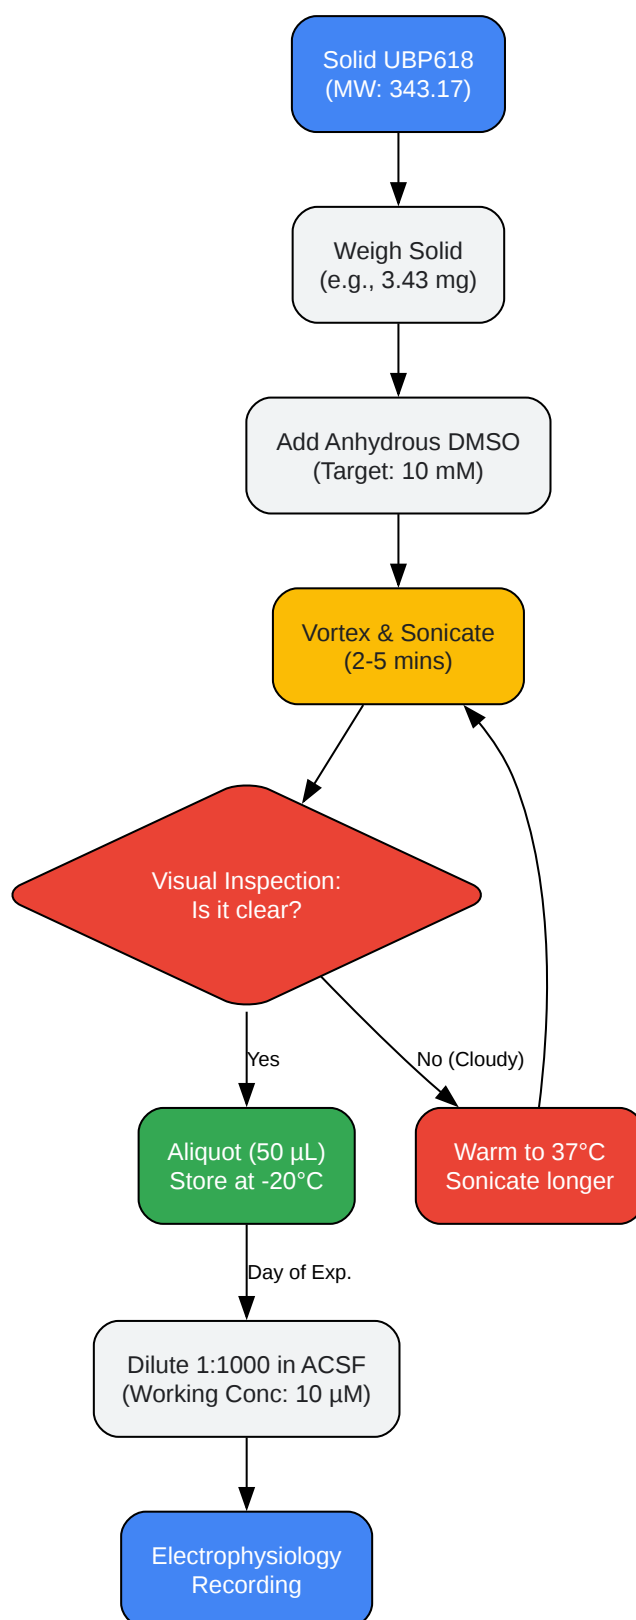 Solid UBP618
(MW: 343.17)
Weigh Solid
(e.g., 3.43 mg)
Add Anhydrous DMSO
(Target: 10 mM)
Vortex & Sonicate
(2-5 mins)
Visual Inspection:
Is it clear?
Yes
No (Cloudy)
Aliquot (50 µL)
Store at -20°C
Warm to 37°C
Sonicate longer
Day of Exp.
Dilute 1:1000 in ACSF
(Working Conc: 10 µM)
Electrophysiology
Recording